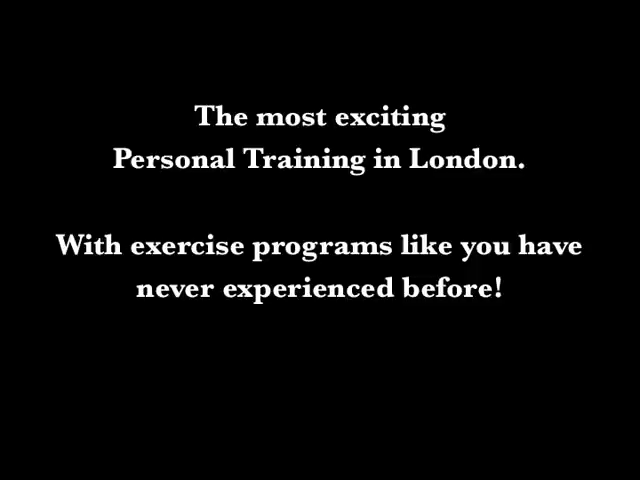 The most exciting
Personal Training in London.
With exercise programs like you have
never experienced before!